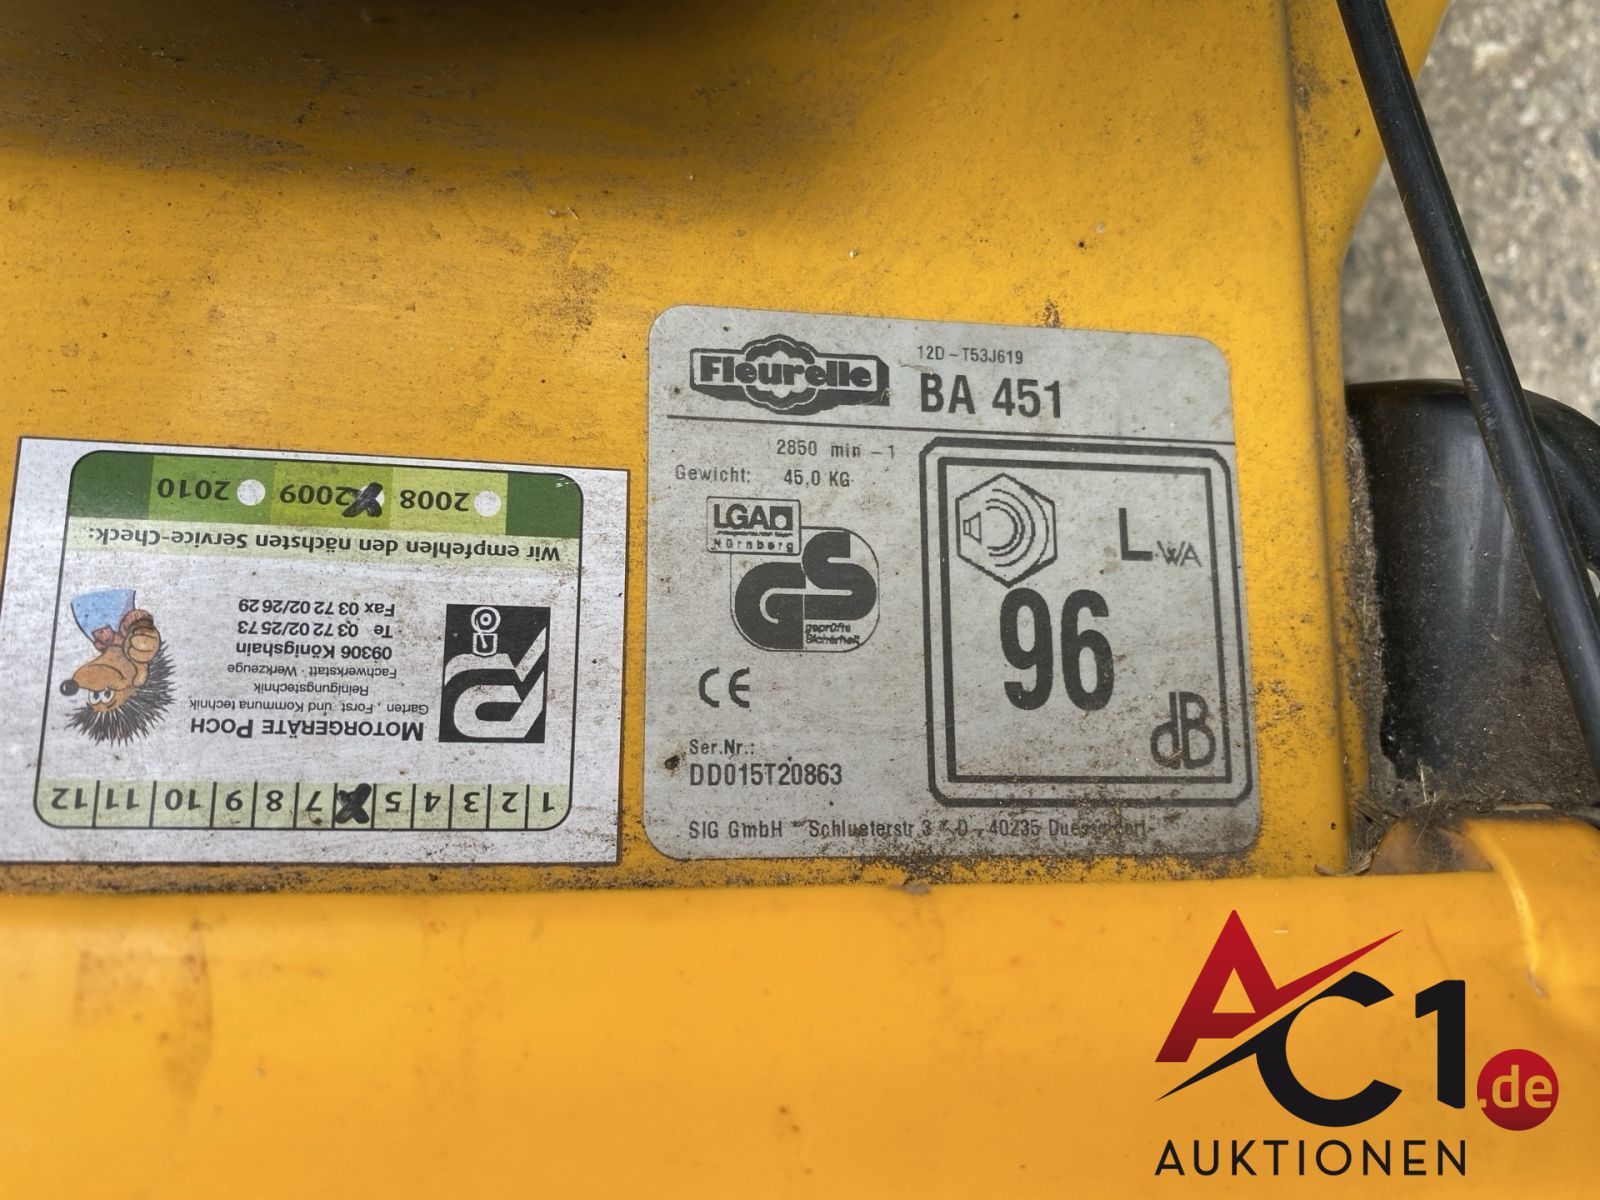 Fleurelle
12D-T53J619
BA 451
2850 min -1
Gewicht: 45,0 KG
LGA
Nürnberg
GS
geprüfte
Sicherheit
CE
LWA
96
dB
Ser.Nr.:
DD015T20863
SIG GmbH Schlueterstr.3 D - 40235 Duesseldorf
1 2 3 4 5 7 8 9 10 11 12
MOTORGERÄTE POCH
Garten, Forst und Kommunaltechnik
Reinigungstechnik
Fachwerkstatt · Werkzeuge
09306 Königshain
Te 03 72 02/25 73
Fax 03 72 02/26 29
Wir empfehlen den nächsten Service-Check:
2008 2009 2010
AC1.de
AUKTIONEN